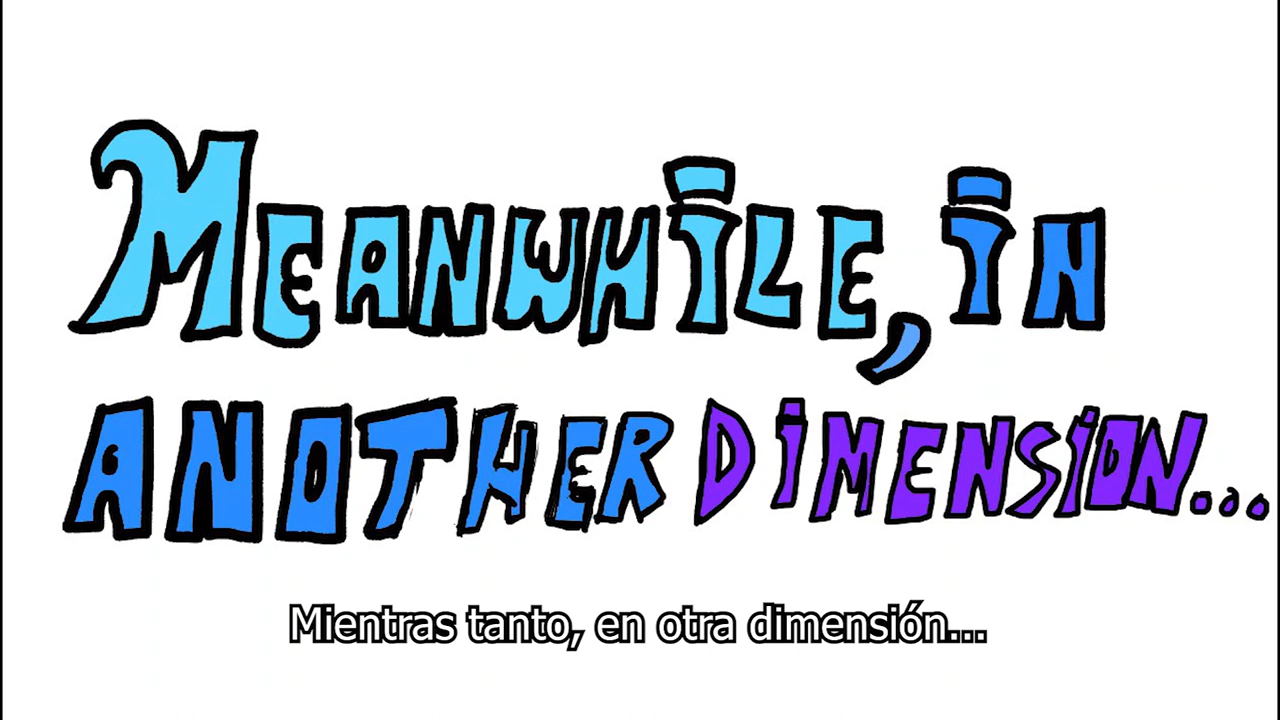 MEANWHILE, iN
ANOTHER DiMENSiON...
Mientras tanto, en otra dimensión...